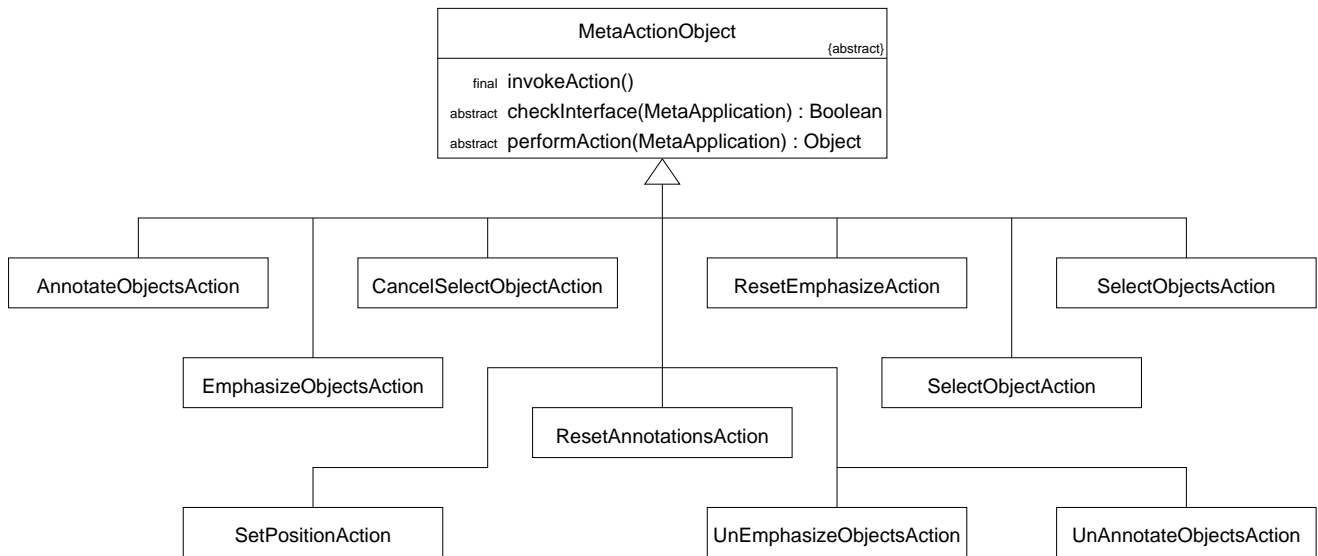 MetaActionObject
{abstract}
final invokeAction()
abstract checkInterface(MetaApplication) : Boolean
abstract performAction(MetaApplication) : Object
AnnotateObjectsAction
CancelSelectObjectAction
ResetEmphasizeAction
SelectObjectsAction
EmphasizeObjectsAction
SelectObjectAction
ResetAnnotationsAction
SetPositionAction
UnEmphasizeObjectsAction
UnAnnotateObjectsAction